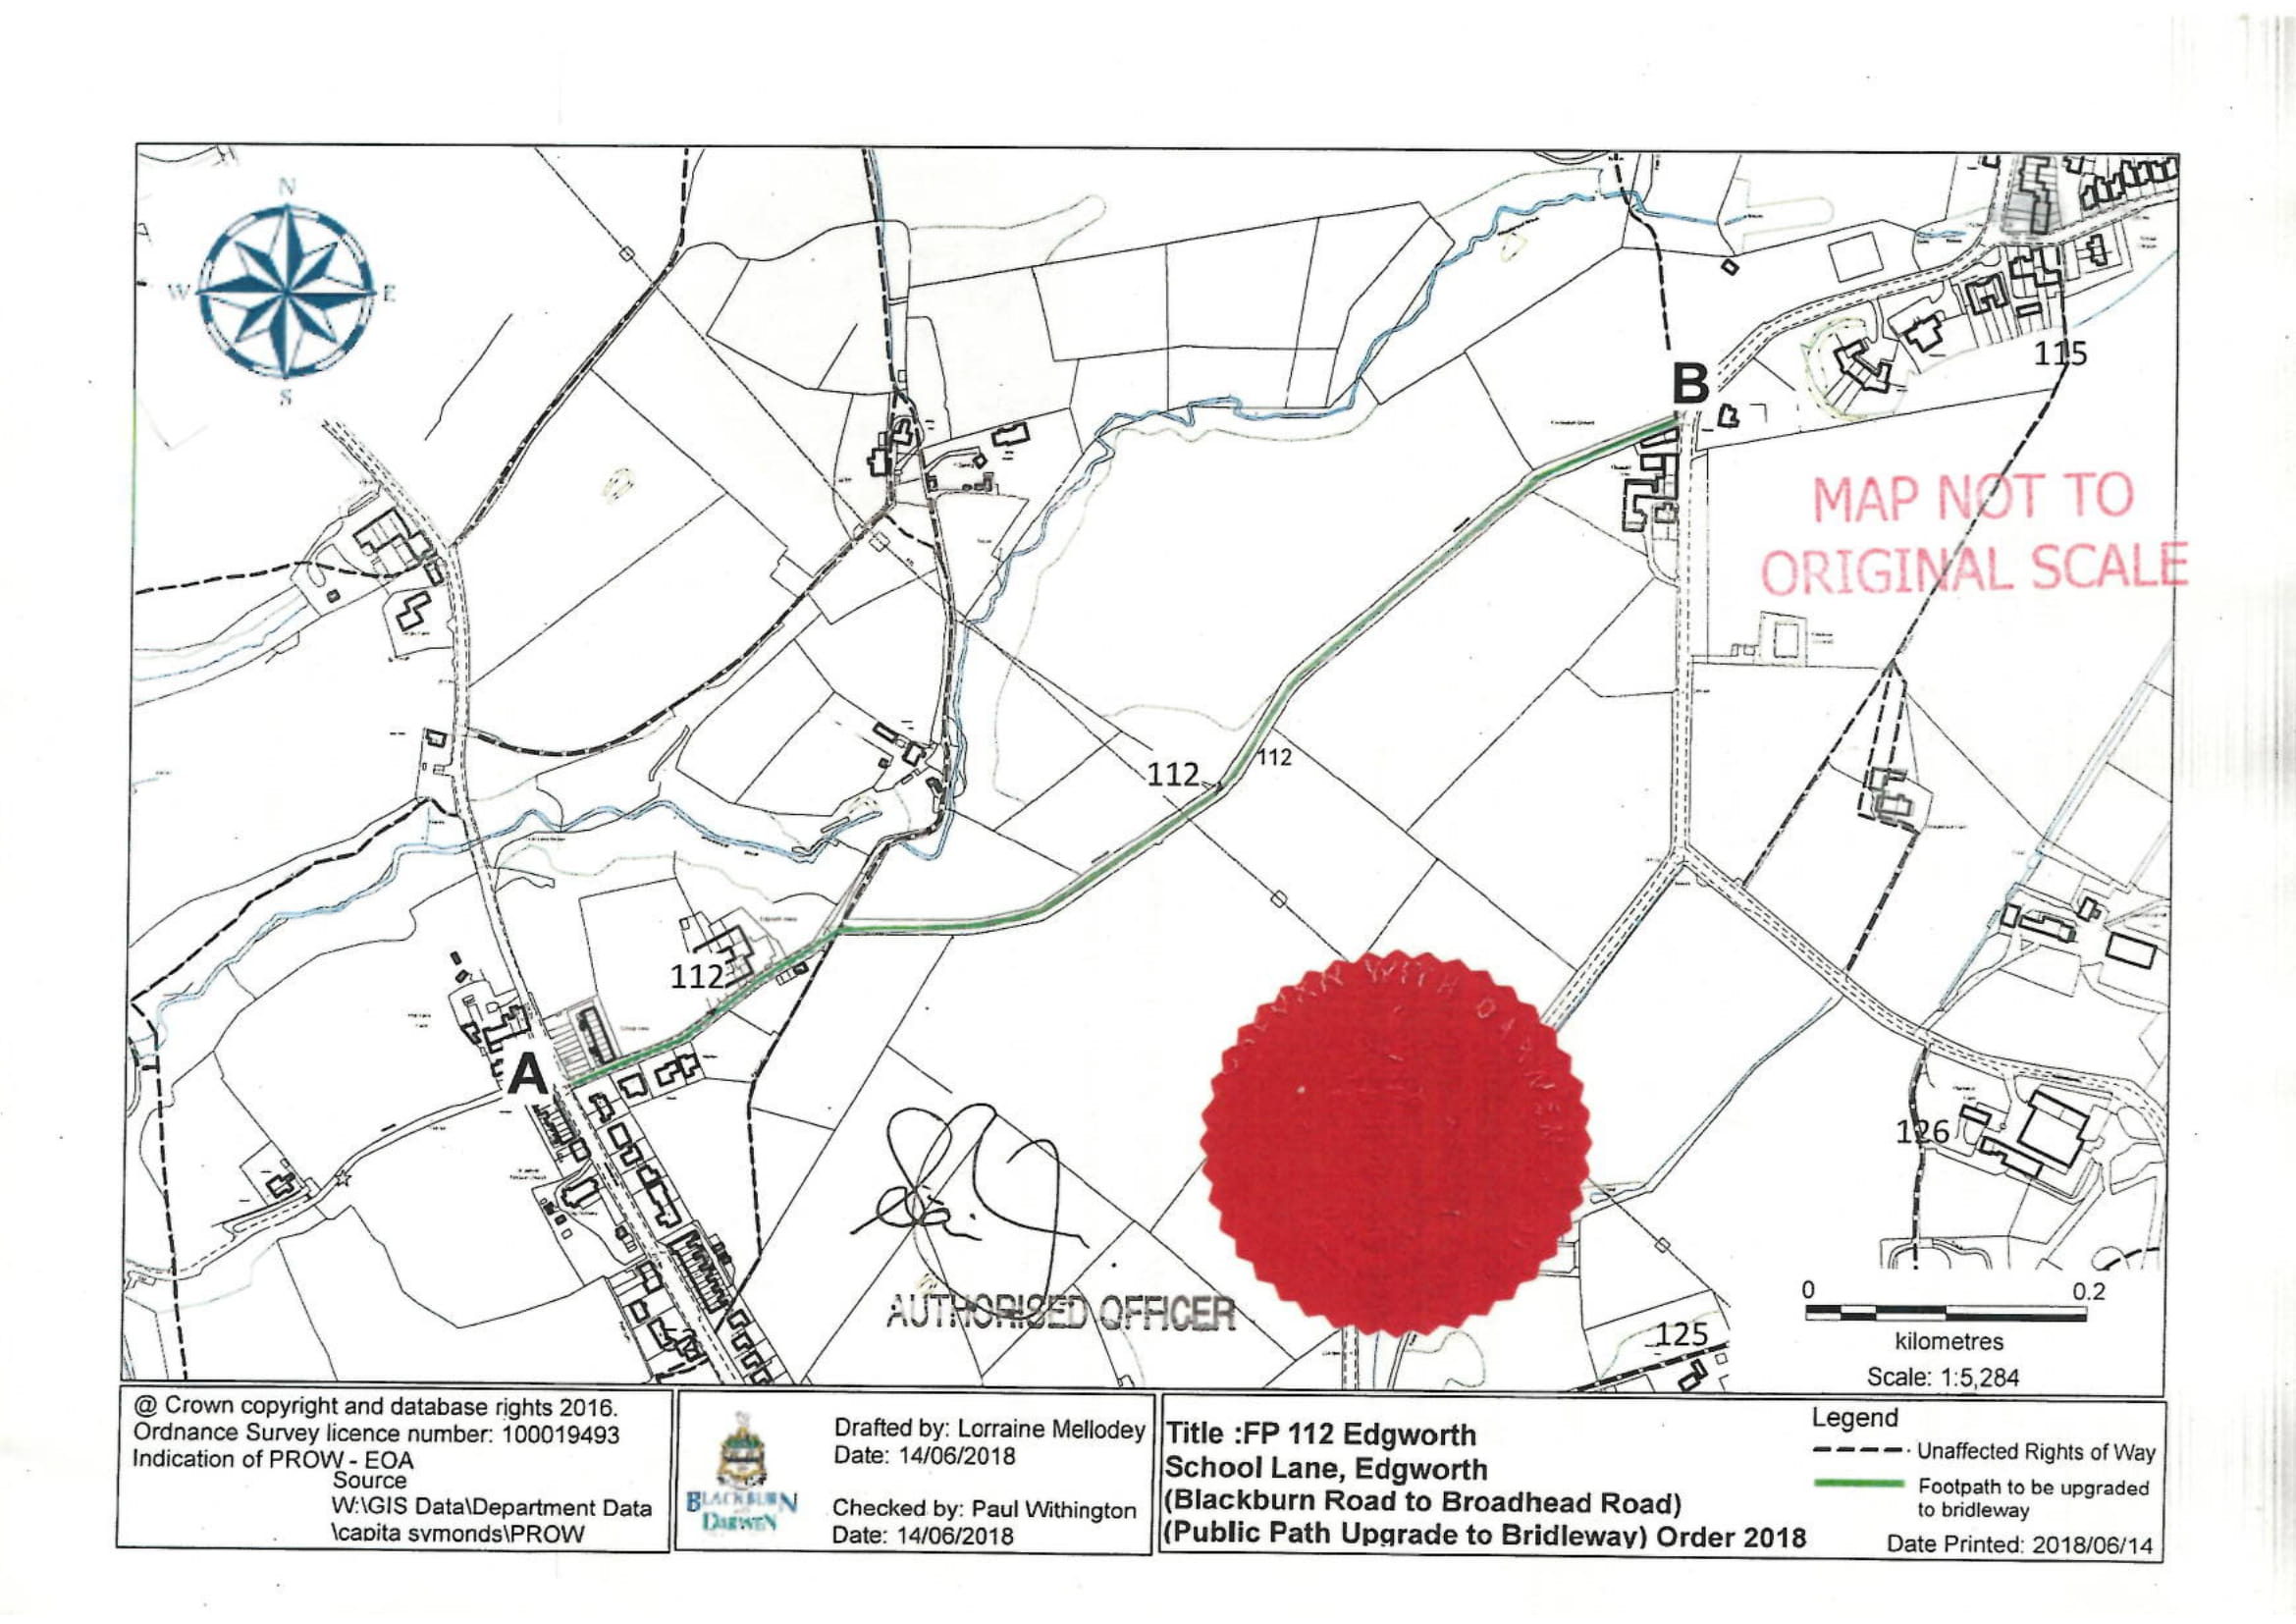 N
W
E
S
115
B
MAP NOT TO
ORIGINAL SCALE
112
112
112
A
126
AUTHORISED OFFICER
125
0
0.2
kilometres
Scale: 1:5,284
@ Crown copyright and database rights 2016.
Ordnance Survey licence number: 100019493
Indication of PROW - EOA
Source
W:\GIS Data\Department Data
\capita symonds\PROW
BLACKBURN
DARWEN
Drafted by: Lorraine Mellodey
Date: 14/06/2018
Checked by: Paul Withington
Date: 14/06/2018
Title :FP 112 Edgworth
School Lane, Edgworth
(Blackburn Road to Broadhead Road)
(Public Path Upgrade to Bridleway) Order 2018
Legend
Unaffected Rights of Way
Footpath to be upgraded
to bridleway
Date Printed: 2018/06/14